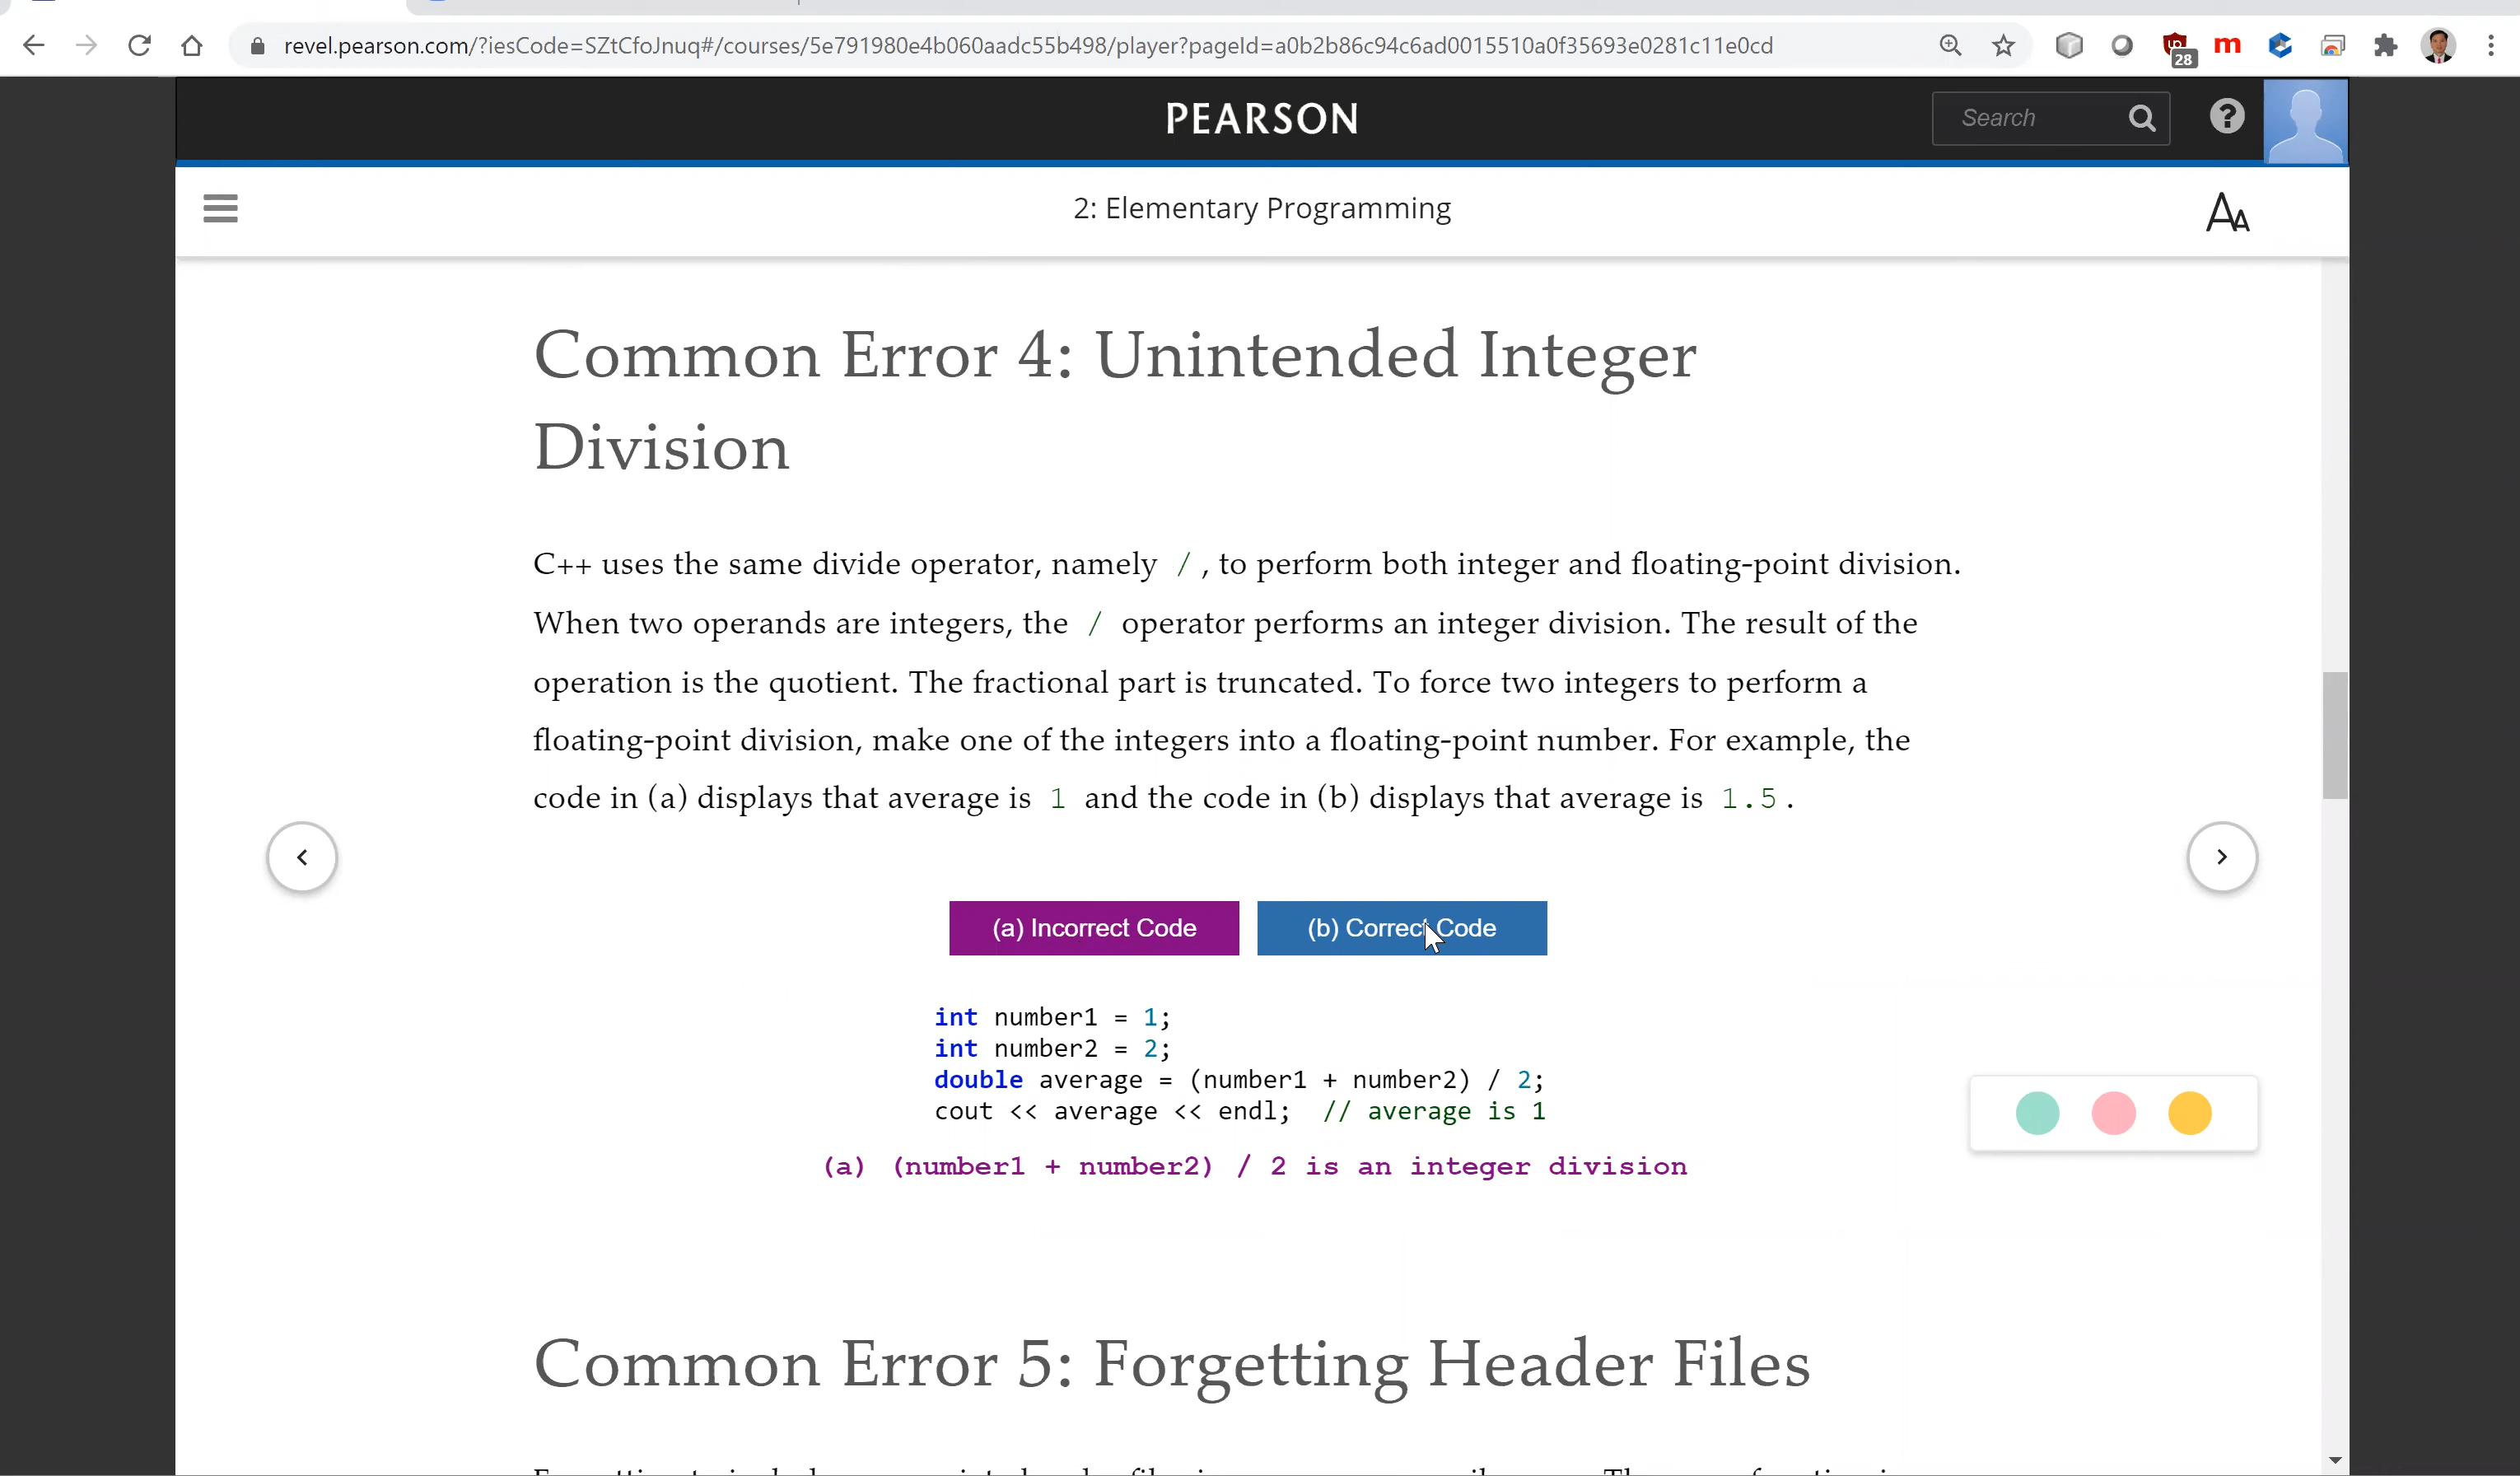 revel.pearson.com/?iesCode=SZtCfoJnuq#/courses/5e791980e4b060aadc55b498/player?pageId=a0b2b86c94c6ad0015510a0f35693e0281c11e0cd
28
m
PEARSON
Search
?
2: Elementary Programming
AA
Common Error 4: Unintended Integer
Division
C++ uses the same divide operator, namely / , to perform both integer and floating-point division.
When two operands are integers, the / operator performs an integer division. The result of the
operation is the quotient. The fractional part is truncated. To force two integers to perform a
floating-point division, make one of the integers into a floating-point number. For example, the
code in (a) displays that average is 1 and the code in (b) displays that average is 1.5 .
(a) Incorrect Code
(b) Correct Code
int number1 = 1;
int number2 = 2;
double average = (number1 + number2) / 2;
cout << average << endl; // average is 1
(a) (number1 + number2) / 2 is an integer division
Common Error 5: Forgetting Header Files